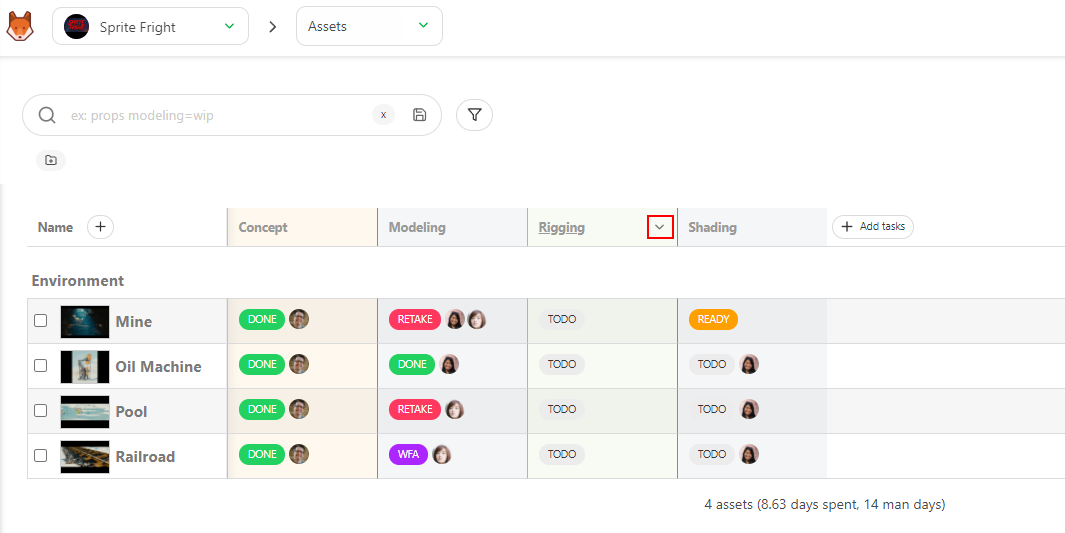 Sprite Fright > Assets
ex: props modeling=wip x
Name + Concept Modeling Rigging Shading + Add tasks
Environment
Mine DONE RETAKE TODO READY
Oil Machine DONE DONE TODO TODO
Pool DONE RETAKE TODO TODO
Railroad DONE WFA TODO TODO
4 assets (8.63 days spent, 14 man days)